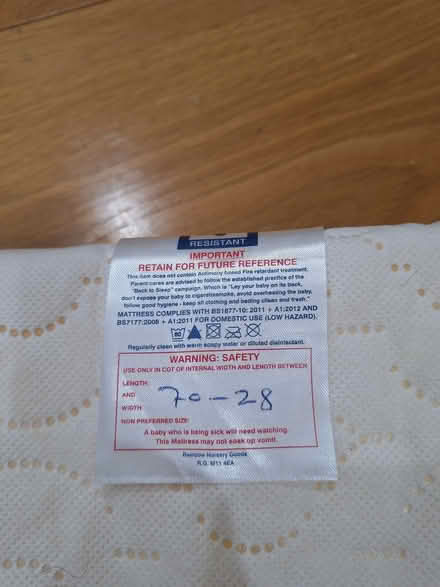 RESISTANT
IMPORTANT
RETAIN FOR FUTURE REFERENCE
This item does not contain Antimony based Fire retardant treatment.
Parent cares are advised to follow the established practice of the
"Back to Sleep" campaign. Which is "Lay your baby on its back,
don't expose your baby to cigarettesmoke, avoid overheating the baby,
follow good hygiene - keep all clothing and bedding clean and fresh."
MATTRESS COMPLIES WITH BS1877-10: 2011 + A1:2012 AND
BS7177:2008 + A1:2011 FOR DOMESTIC USE (LOW HAZARD).
Regularly clean with warm soapy water or diluted disinfectant.
WARNING: SAFETY
USE ONLY IN COT OF INTERNAL WIDTH AND LENGTH BETWEEN
LENGTH:
AND 70-28
WIDTH
NON PREFERRED SIZE:
A baby who is being sick will need watching.
This Mattress may not soak up vomit.
Rainbow Nursery Goods
R.G. M11 4EA